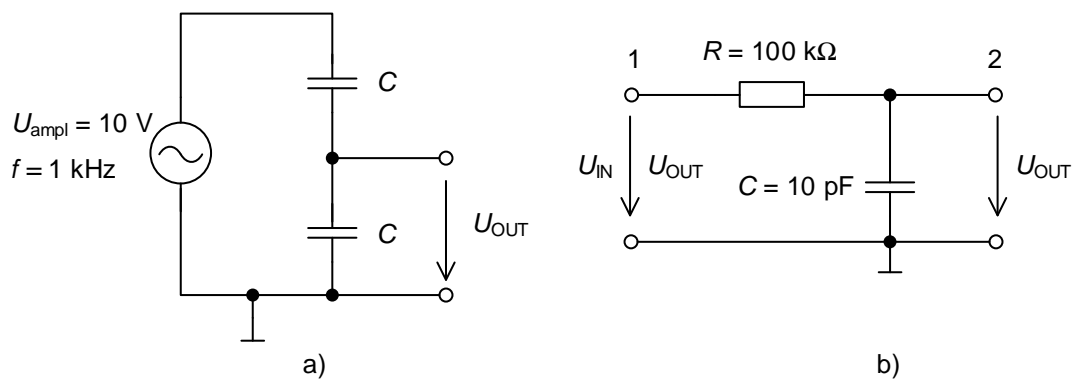 C
U_ampl = 10 V
f = 1 kHz
C
U_OUT
a)
R = 100 kΩ
1
2
U_IN
U_OUT
C = 10 pF
U_OUT
b)